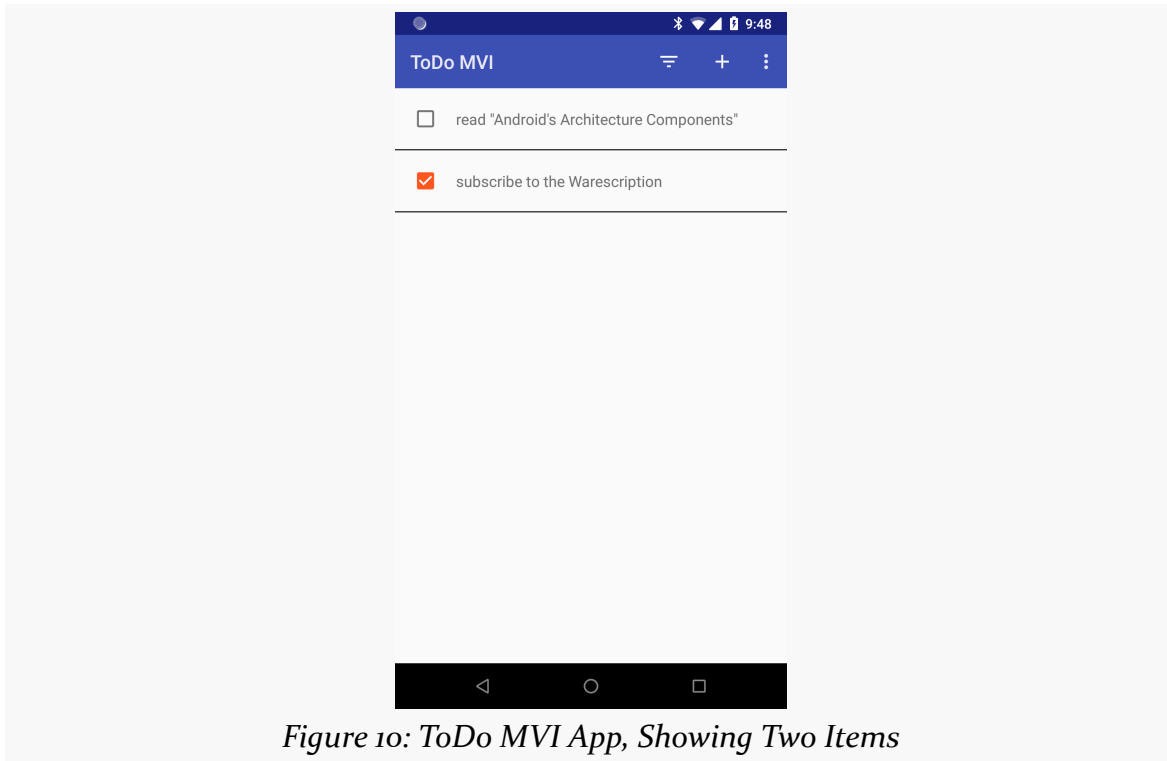 9:48
ToDo MVI
read "Android's Architecture Components"
subscribe to the Warescription
Figure 10: ToDo MVI App, Showing Two Items